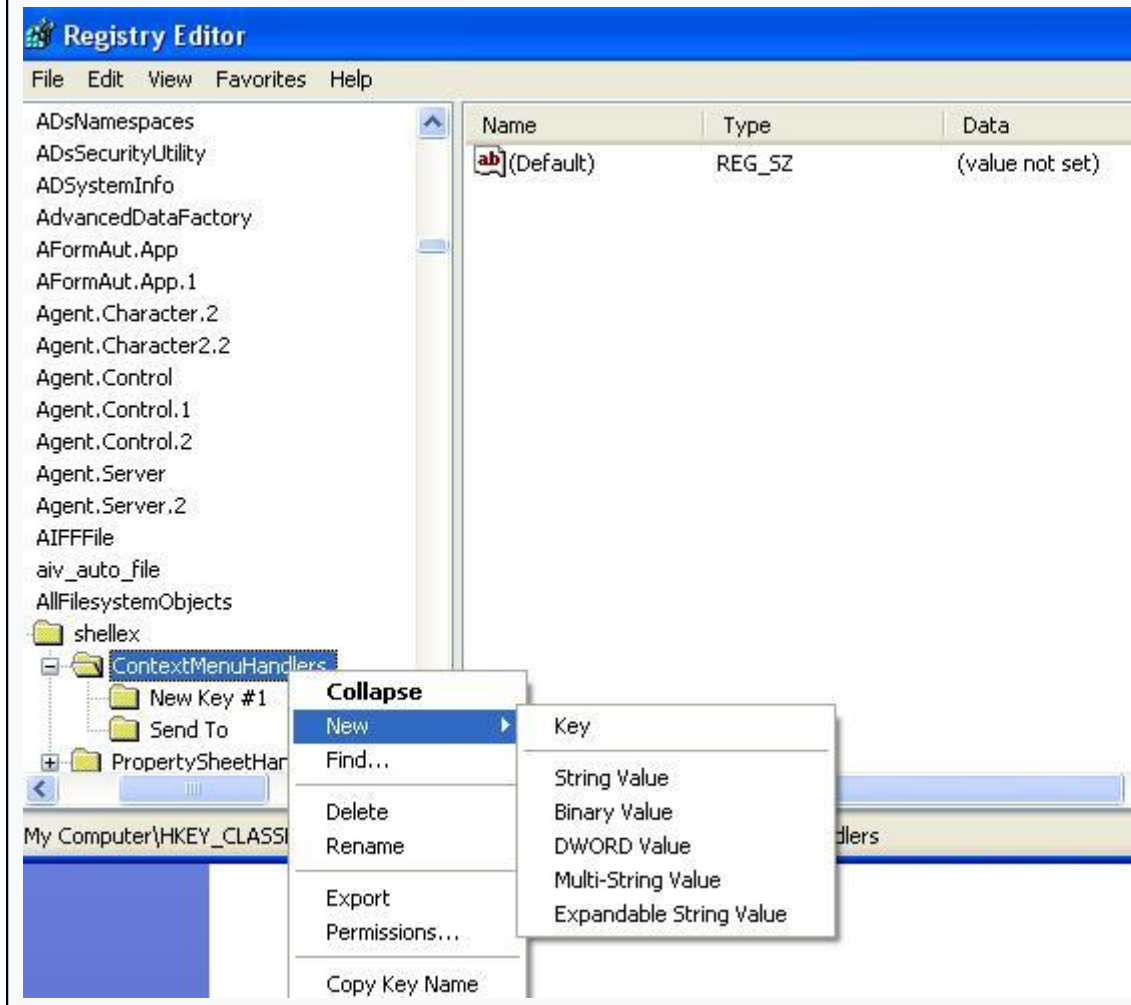 Registry Editor
File Edit View Favorites Help
ADsNamespaces
ADsSecurityUtility
ADSystemInfo
AdvancedDataFactory
AFormAut.App
AFormAut.App.1
Agent.Character.2
Agent.Character2.2
Agent.Control
Agent.Control.1
Agent.Control.2
Agent.Server
Agent.Server.2
AIFFFile
aiv_auto_file
AllFilesystemObjects
shellex
ContextMenuHandlers
New Key #1
Send To
PropertySheetHan
Name Type Data
ab (Default) REG_SZ (value not set)
Collapse
New
Find...
Delete
Rename
Export
Permissions...
Copy Key Name
Key
String Value
Binary Value
DWORD Value
Multi-String Value
Expandable String Value
My Computer\HKEY_CLASS dlers